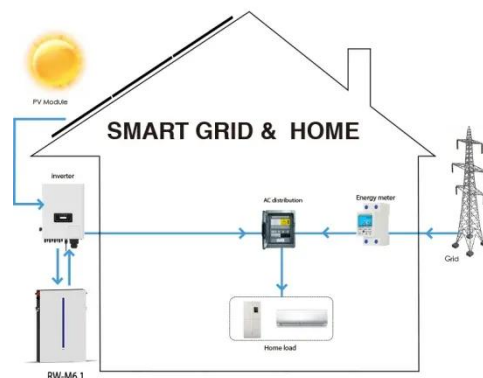 PV Module
SMART GRID & HOME
Inverter
AC distribution
Energy meter
Grid
Home load
RW-M6.1